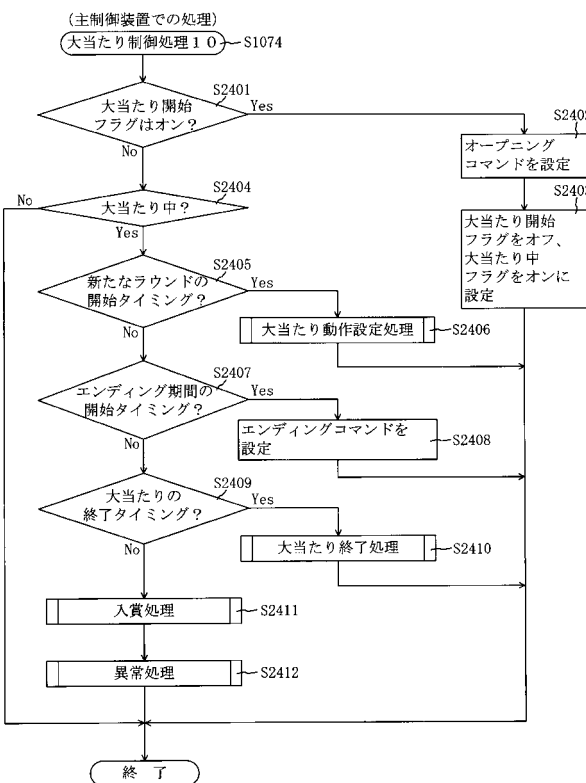 (主制御装置での処理)
大当たり制御処理10
S1074
S2401
大当たり開始
フラグはオン?
Yes
No
S2402
オープニング
コマンドを設定
S2403
大当たり開始
フラグをオフ、
大当たり中
フラグをオンに
設定
S2404
大当たり中?
No
Yes
S2405
新たなラウンドの
開始タイミング?
Yes
No
大当たり動作設定処理
S2406
S2407
エンディング期間の
開始タイミング?
Yes
No
エンディングコマンドを
設定
S2408
S2409
大当たりの
終了タイミング?
Yes
No
大当たり終了処理
S2410
入賞処理
S2411
異常処理
S2412
終 了